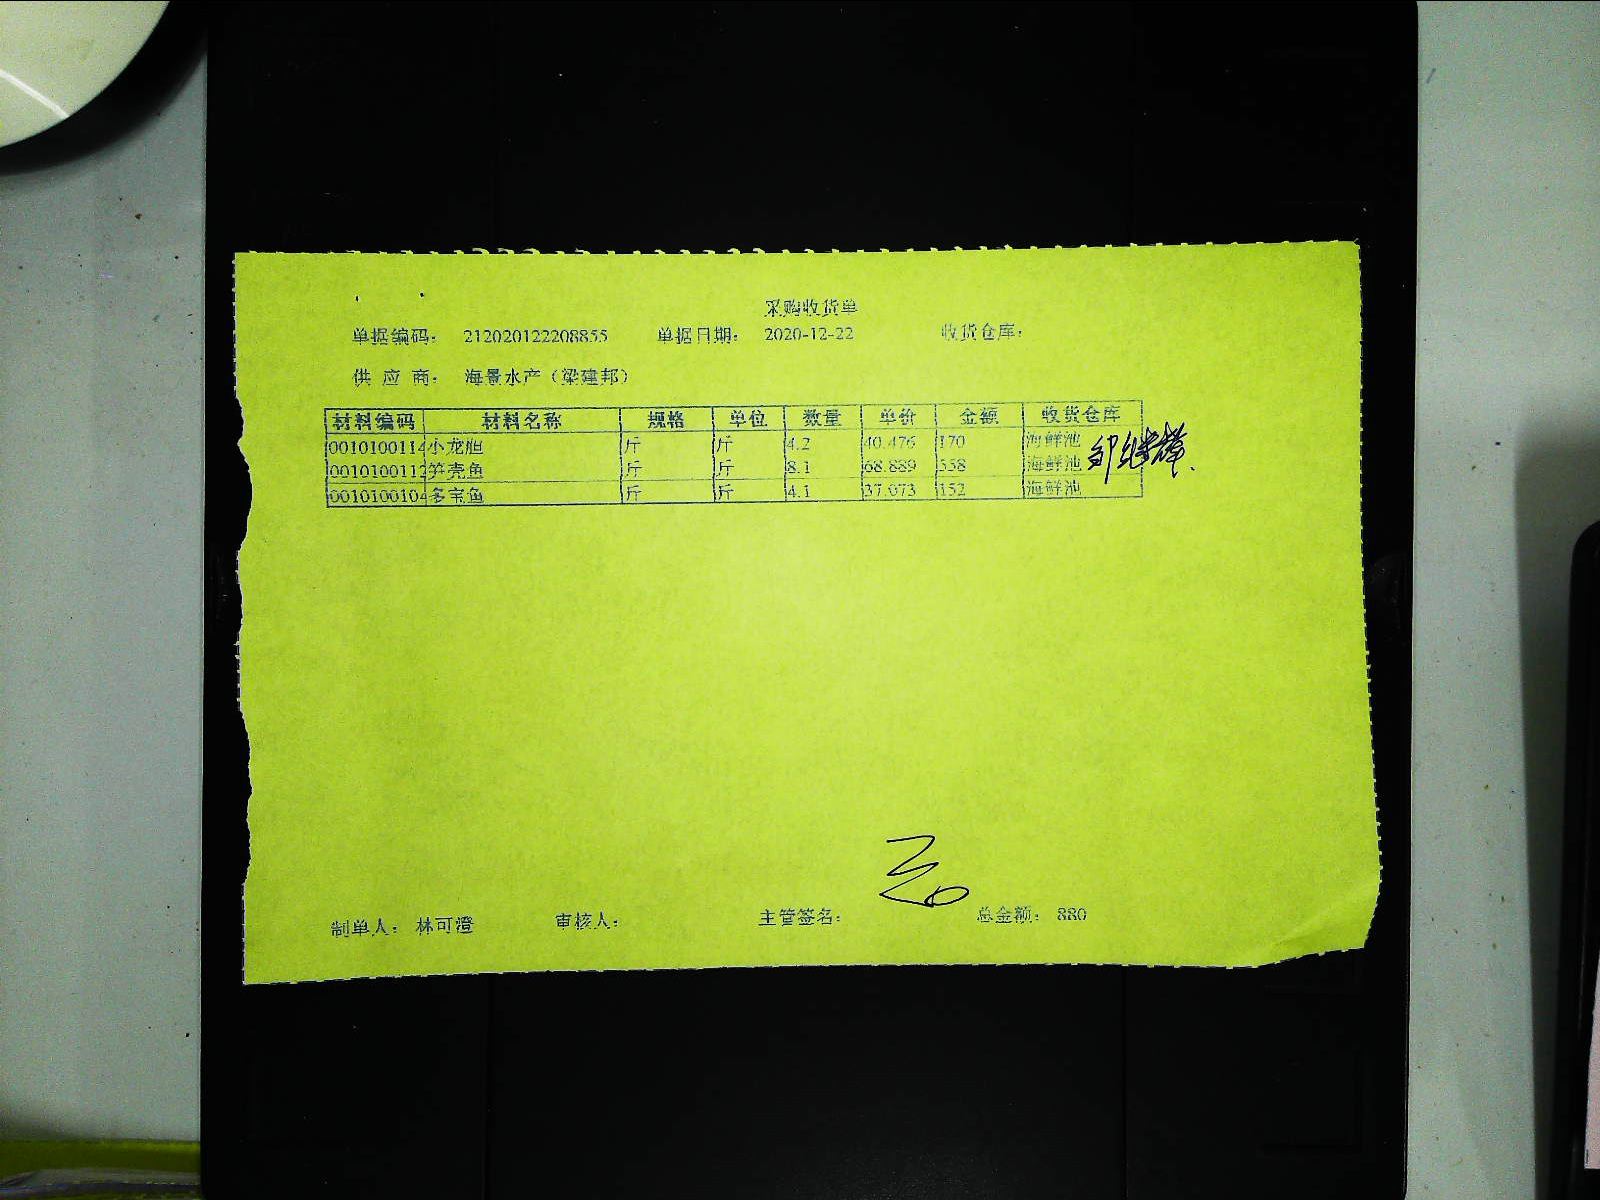 采购收货单
单据编码： 212020122208855 单据日期： 2020-12-22 收货仓库：
供 应 商： 海景水产（梁建邦）
材料编码 材料名称 规格 单位 数量 单价 金额 收货仓库
0010100114 小龙胆 斤 斤 4.2 40.476 170 海鲜池
001010011 笋壳鱼 斤 斤 8.1 68.889 558 海鲜池
0010100104 多宝鱼 斤 斤 4.1 37.073 152 海鲜池
制单人： 林可澄 审核人： 主管签名： 总金额： 880